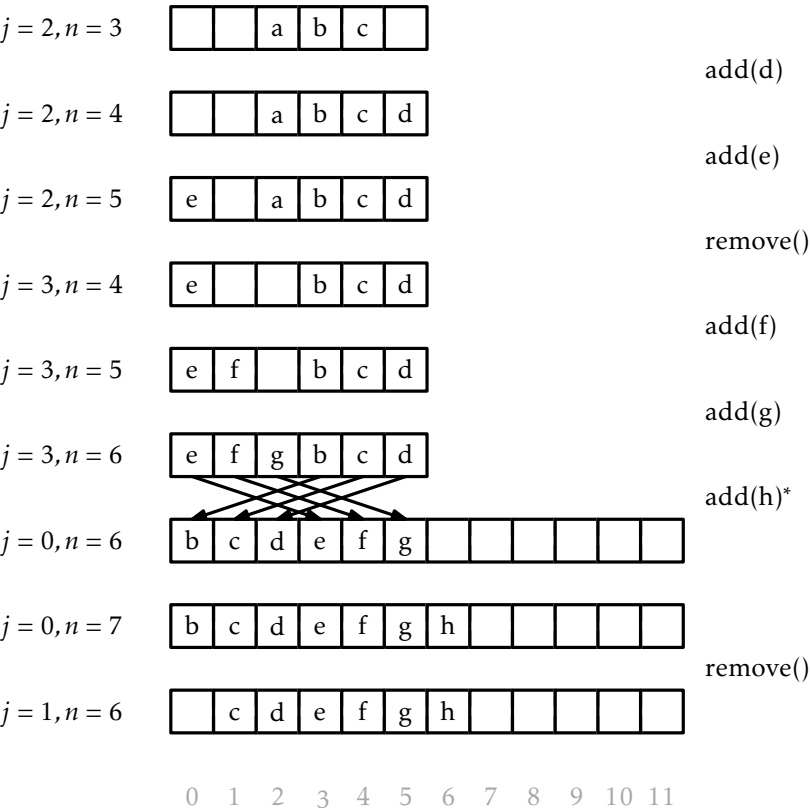 j = 2, n = 3 a b c
add(d)
j = 2, n = 4 a b c d
add(e)
j = 2, n = 5 e a b c d
remove()
j = 3, n = 4 e b c d
add(f)
j = 3, n = 5 e f b c d
add(g)
j = 3, n = 6 e f g b c d
add(h)*
j = 0, n = 6 b c d e f g
j = 0, n = 7 b c d e f g h
remove()
j = 1, n = 6 c d e f g h
0 1 2 3 4 5 6 7 8 9 10 11